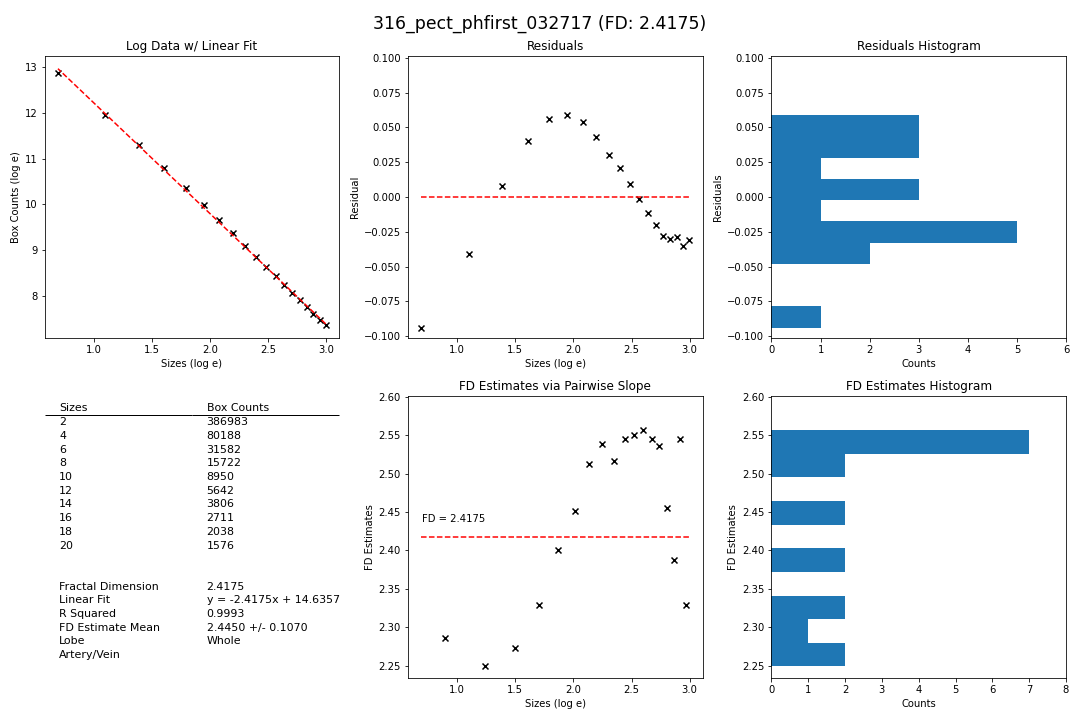 316_pect_phfirst_032717 (FD: 2.4175)
Log Data w/ Linear Fit
13
12
11
10
9
8
Box Counts (log e)
1.0 1.5 2.0 2.5 3.0
Sizes (log e)
Residuals
0.100
0.075
0.050
0.025
0.000
−0.025
−0.050
−0.075
−0.100
Residual
1.0 1.5 2.0 2.5 3.0
Sizes (log e)
Residuals Histogram
0.100
0.075
0.050
0.025
0.000
−0.025
−0.050
−0.075
−0.100
Residuals
0 1 2 3 4 5 6
Counts
Sizes Box Counts
2 386983
4 80188
6 31582
8 15722
10 8950
12 5642
14 3806
16 2711
18 2038
20 1576
Fractal Dimension 2.4175
Linear Fit y = -2.4175x + 14.6357
R Squared 0.9993
FD Estimate Mean 2.4450 +/- 0.1070
Lobe Whole
Artery/Vein
FD Estimates via Pairwise Slope
2.60
2.55
2.50
2.45
2.40
2.35
2.30
2.25
FD Estimates
FD = 2.4175
1.0 1.5 2.0 2.5 3.0
Sizes (log e)
FD Estimates Histogram
2.60
2.55
2.50
2.45
2.40
2.35
2.30
2.25
FD Estimates
0 1 2 3 4 5 6 7 8
Counts